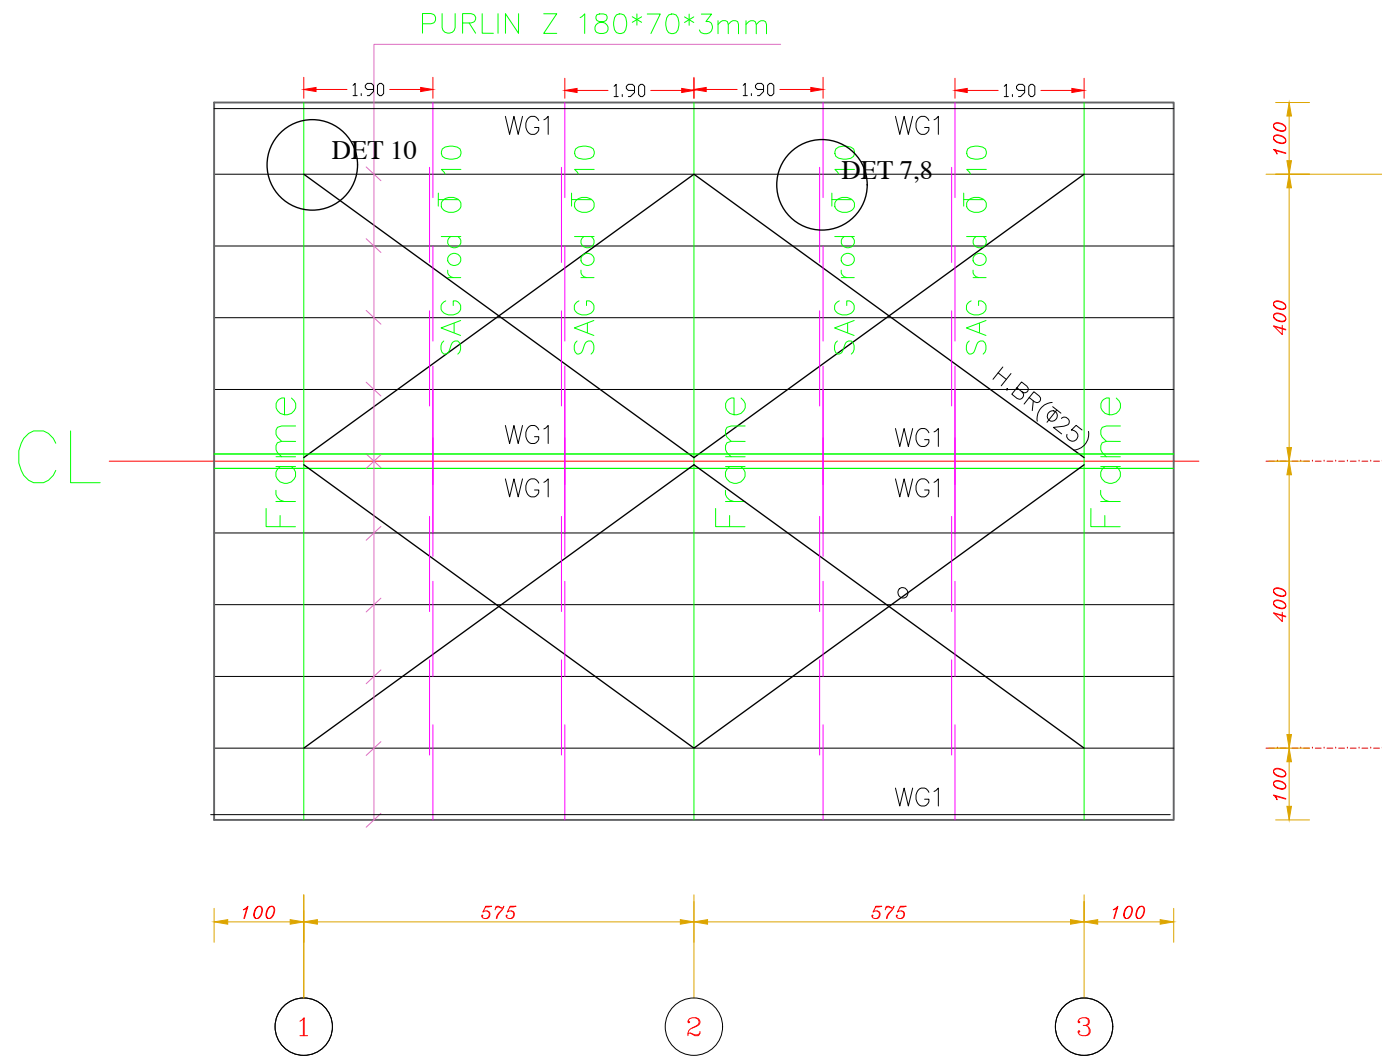 PURLIN Z 180*70*3mm
1.90
1.90
1.90
1.90
WG1
WG1
100
DET 10
DET 7,8
SAG rod Φ 10
SAG rod Φ 10
SAG rod Φ 10
SAG rod Φ 10
400
H.BR(Φ25)
CL
Frame
Frame
Frame
WG1
WG1
WG1
WG1
400
WG1
100
100
575
575
100
1
2
3